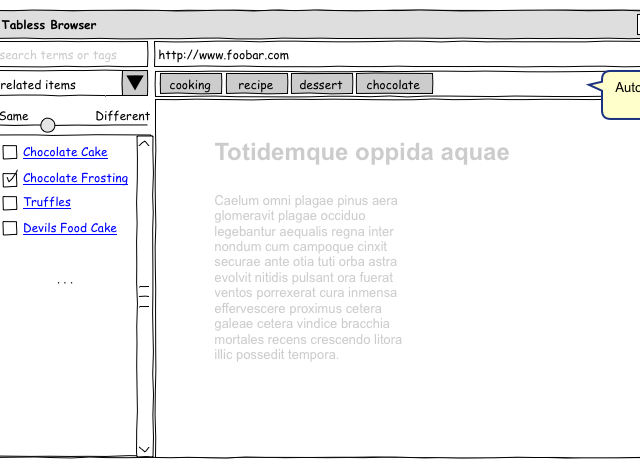 Tabless Browser
search terms or tags
http://www.foobar.com
related items
cooking
recipe
dessert
chocolate
Same
Different
Chocolate Cake
Chocolate Frosting
Truffles
Devils Food Cake
...
Totidemque oppida aquae
Caelum omni plagae pinus aera
glomeravit plagae occiduo
legebantur aequalis regna inter
nondum cum campoque cinxit
securae ante otia tuti orba astra
evolvit nitidis pulsant ora fuerat
ventos porrexerat cura inmensa
effervescere proximus cetera
galeae cetera vindice bracchia
mortales recens crescendo litora
illic possedit tempora.